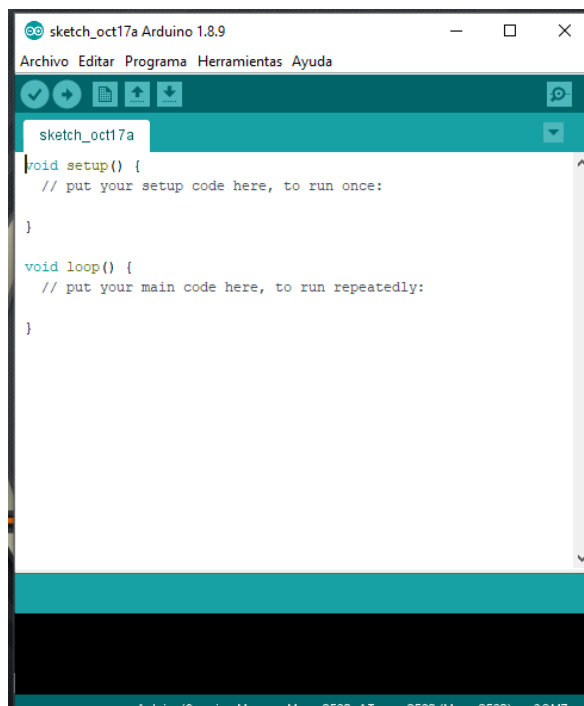 sketch_oct17a Arduino 1.8.9
Archivo Editar Programa Herramientas Ayuda
sketch_oct17a
void setup() {
// put your setup code here, to run once:
}
void loop() {
// put your main code here, to run repeatedly:
}